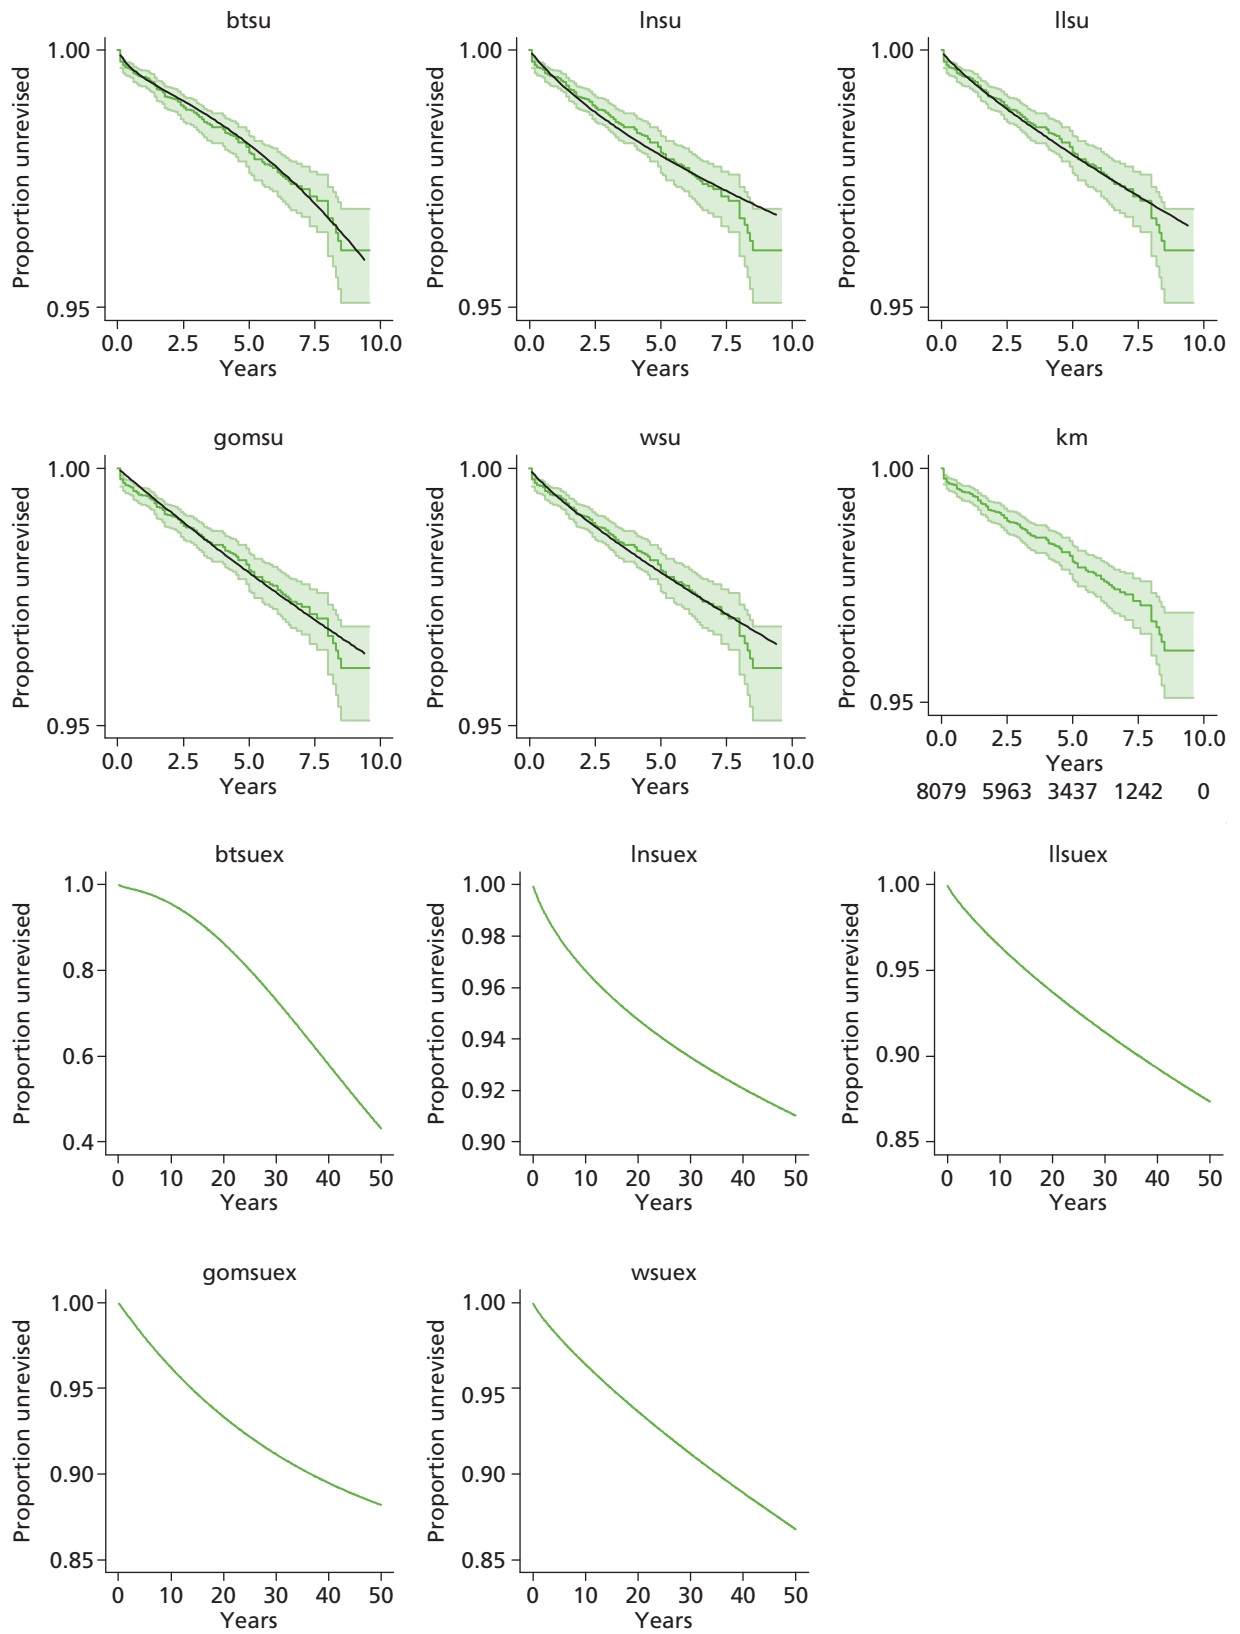 btsu
1.00
0.95
Proportion unrevised
0.0 2.5 5.0 7.5 10.0
Years
lnsu
1.00
0.95
Proportion unrevised
0.0 2.5 5.0 7.5 10.0
Years
llsu
1.00
0.95
Proportion unrevised
0.0 2.5 5.0 7.5 10.0
Years
gomsu
1.00
0.95
Proportion unrevised
0.0 2.5 5.0 7.5 10.0
Years
wsu
1.00
0.95
Proportion unrevised
0.0 2.5 5.0 7.5 10.0
Years
km
1.00
0.95
Proportion unrevised
0.0 2.5 5.0 7.5 10.0
Years
8079 5963 3437 1242 0
btsuex
1.0
0.8
0.6
0.4
Proportion unrevised
0 10 20 30 40 50
Years
lnsuex
1.00
0.98
0.96
0.94
0.92
0.90
Proportion unrevised
0 10 20 30 40 50
Years
llsuex
1.00
0.95
0.90
0.85
Proportion unrevised
0 10 20 30 40 50
Years
gomsuex
1.00
0.95
0.90
0.85
Proportion unrevised
0 10 20 30 40 50
Years
wsuex
1.00
0.95
0.90
0.85
Proportion unrevised
0 10 20 30 40 50
Years